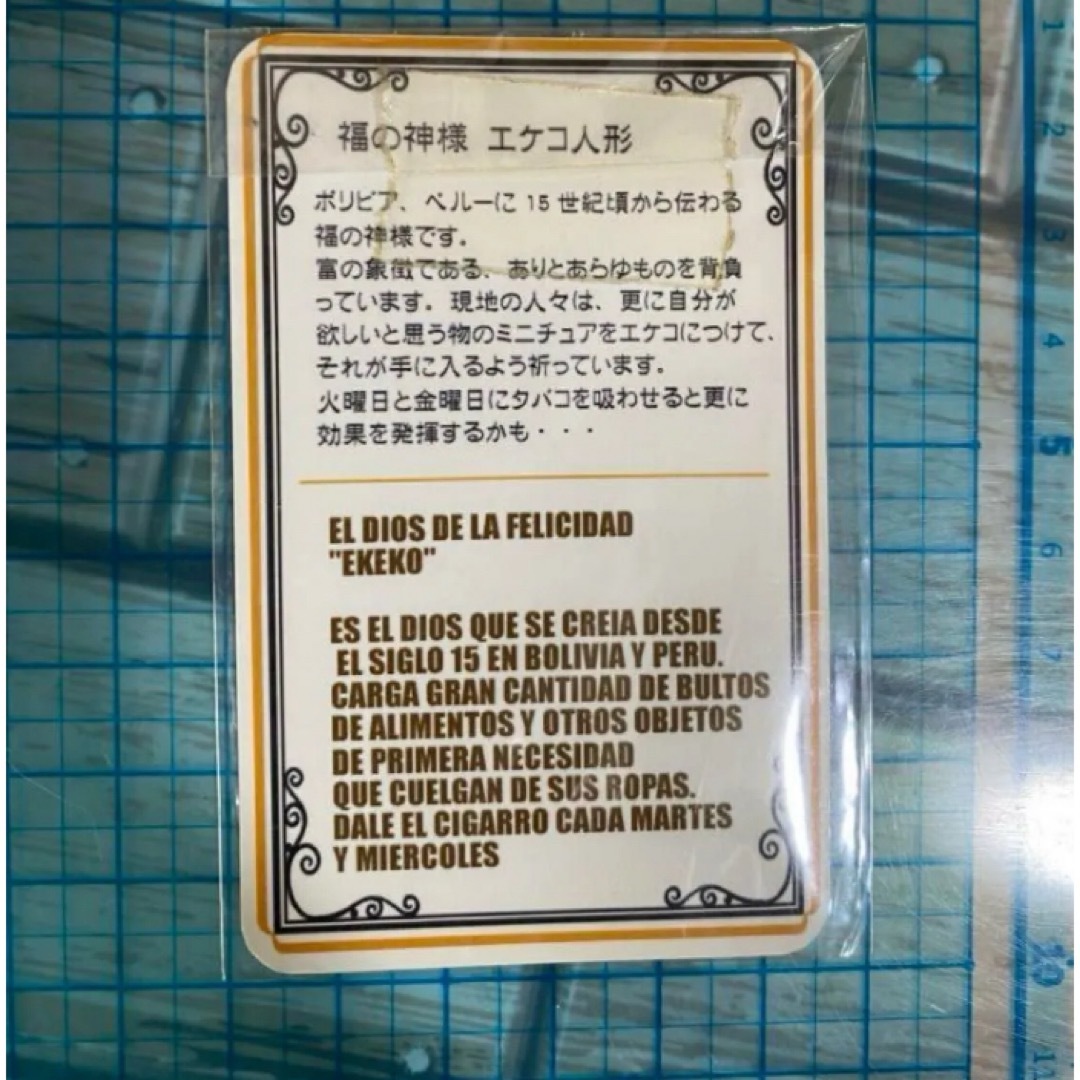 福の神様 エケコ人形
ボリビア、ペルーに 15 世紀頃から伝わる
福の神様です。
富の象徴である、ありとあらゆものを背負
っています。現地の人々は、更に自分が
欲しいと思う物のミニチュアをエケコにつけて、
それが手に入るよう祈っています。
火曜日と金曜日にタバコを吸わせると更に
効果を発揮するかも・・・
EL DIOS DE LA FELICIDAD
"EKEKO"
ES EL DIOS QUE SE CREIA DESDE
EL SIGLO 15 EN BOLIVIA Y PERU.
CARGA GRAN CANTIDAD DE BULTOS
DE ALIMENTOS Y OTROS OBJETOS
DE PRIMERA NECESIDAD
QUE CUELGAN DE SUS ROPAS.
DALE EL CIGARRO CADA MARTES
Y MIERCOLES
1
2
3
4
5
6
7
10
11